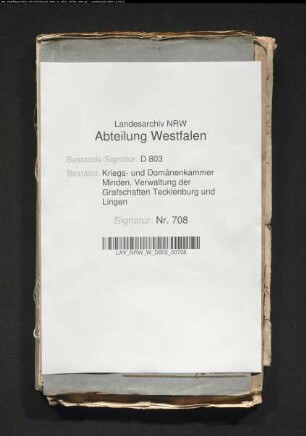 Landesarchiv NRW
Abteilung Westfalen
Bestands-Signatur: D 803
Bestand: Kriegs- und Domänenkammer
Minden, Verwaltung der
Grafschaften Tecklenburg und
Lingen
Signatur: Nr. 708
LAV_NRW_W_D803_00708